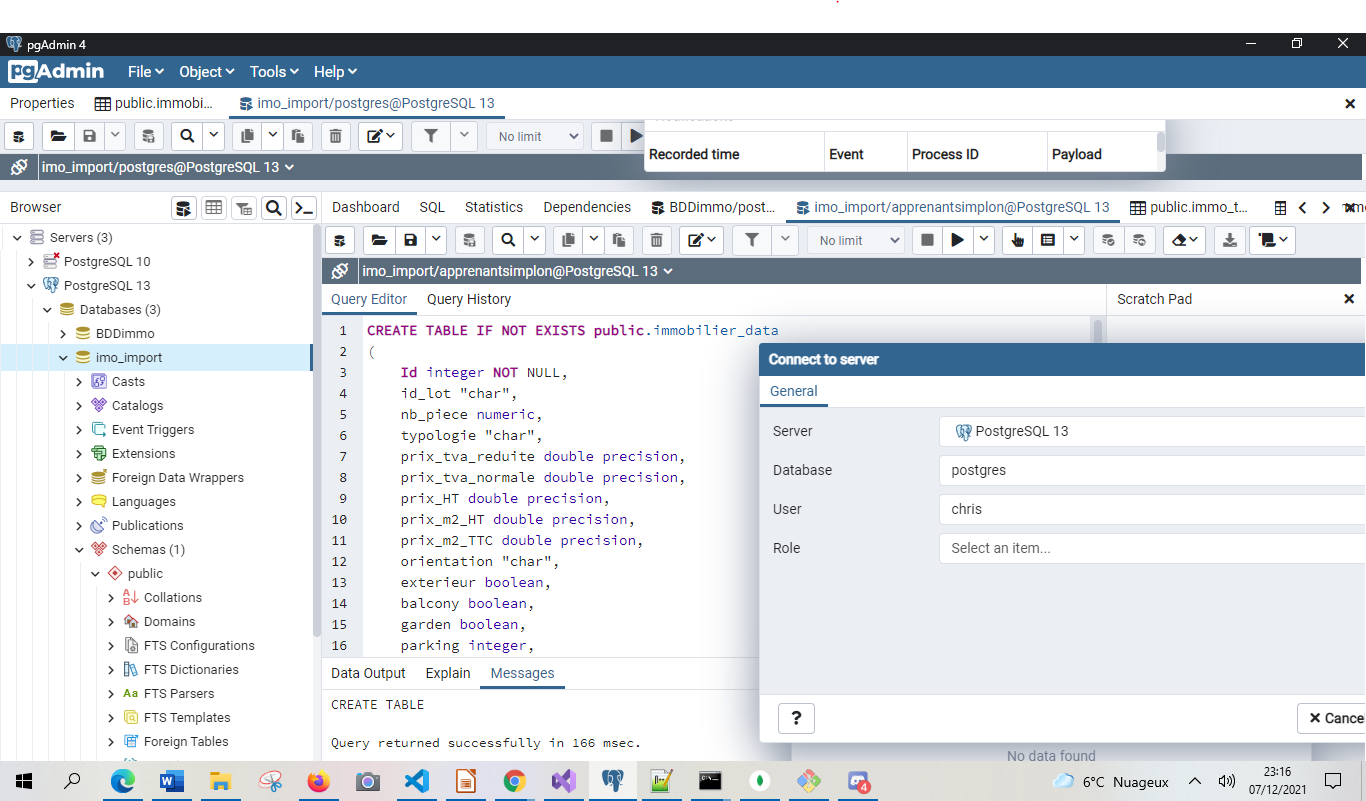 pgAdmin 4
pgAdmin File Object Tools Help
Properties public.immobi... imo_import/postgres@PostgreSQL 13
No limit
Recorded time Event Process ID Payload
imo_import/postgres@PostgreSQL 13
Browser
Dashboard SQL Statistics Dependencies BDDimmo/post... imo_import/apprenantsimplon@PostgreSQL 13 public.immo_t...
No limit
imo_import/apprenantsimplon@PostgreSQL 13
Query Editor Query History
Scratch Pad
Servers (3)
PostgreSQL 10
PostgreSQL 13
Databases (3)
BDDimmo
imo_import
Casts
Catalogs
Event Triggers
Extensions
Foreign Data Wrappers
Languages
Publications
Schemas (1)
public
Collations
Domains
FTS Configurations
FTS Dictionaries
Aa FTS Parsers
FTS Templates
Foreign Tables
1 CREATE TABLE IF NOT EXISTS public.immobilier_data
2 (
3 Id integer NOT NULL,
4 id_lot "char",
5 nb_piece numeric,
6 typologie "char",
7 prix_tva_reduite double precision,
8 prix_tva_normale double precision,
9 prix_HT double precision,
10 prix_m2_HT double precision,
11 prix_m2_TTC double precision,
12 orientation "char",
13 exterieur boolean,
14 balcony boolean,
15 garden boolean,
16 parking integer,
Data Output Explain Messages
CREATE TABLE
Query returned successfully in 166 msec.
Connect to server
General
Server PostgreSQL 13
Database postgres
User chris
Role Select an item...
? Cance
No data found
4
6°C Nuageux
23:16
07/12/2021